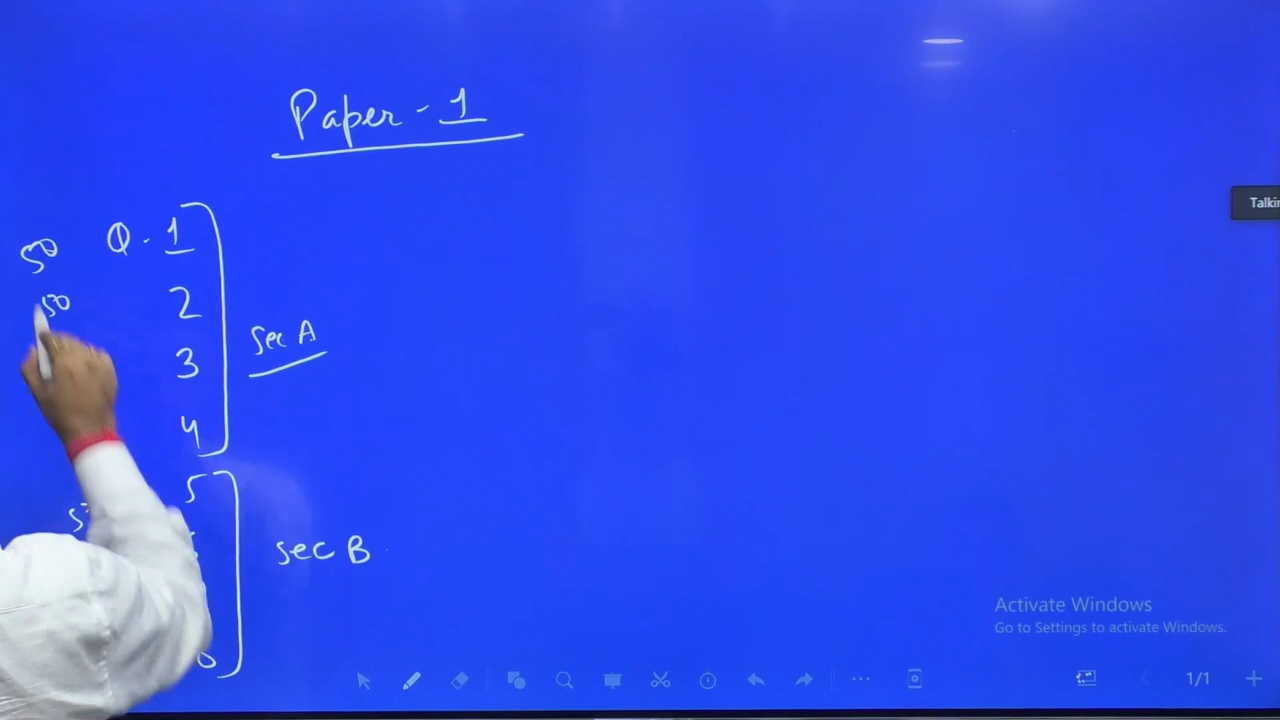 Paper - 1
50 Q - 1
50 2
3
4
Sec A
5
Sec B
Activate Windows
Go to Settings to activate Windows.
1/1